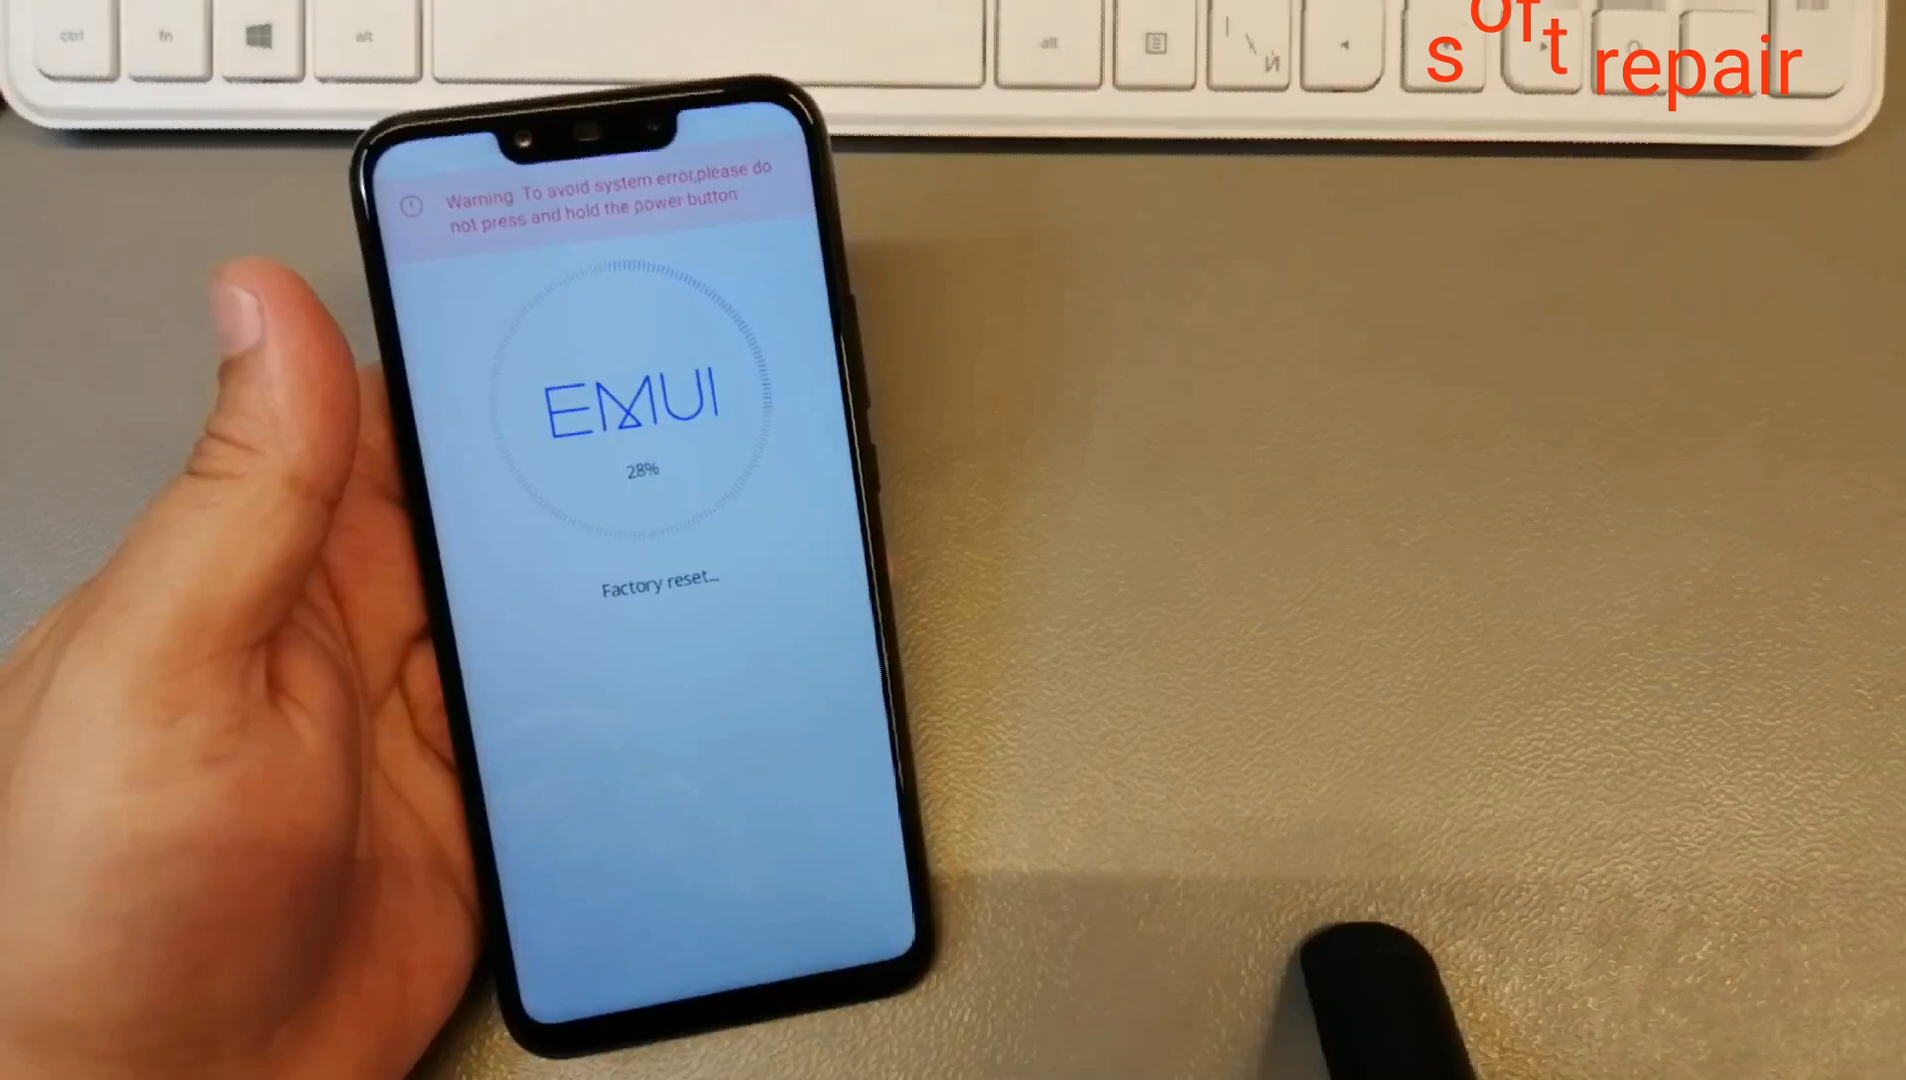 ctrl
fn
alt
alt
Й
soft repair
Warning To avoid system error,please do
not press and hold the power button
EMUI
28%
Factory reset...